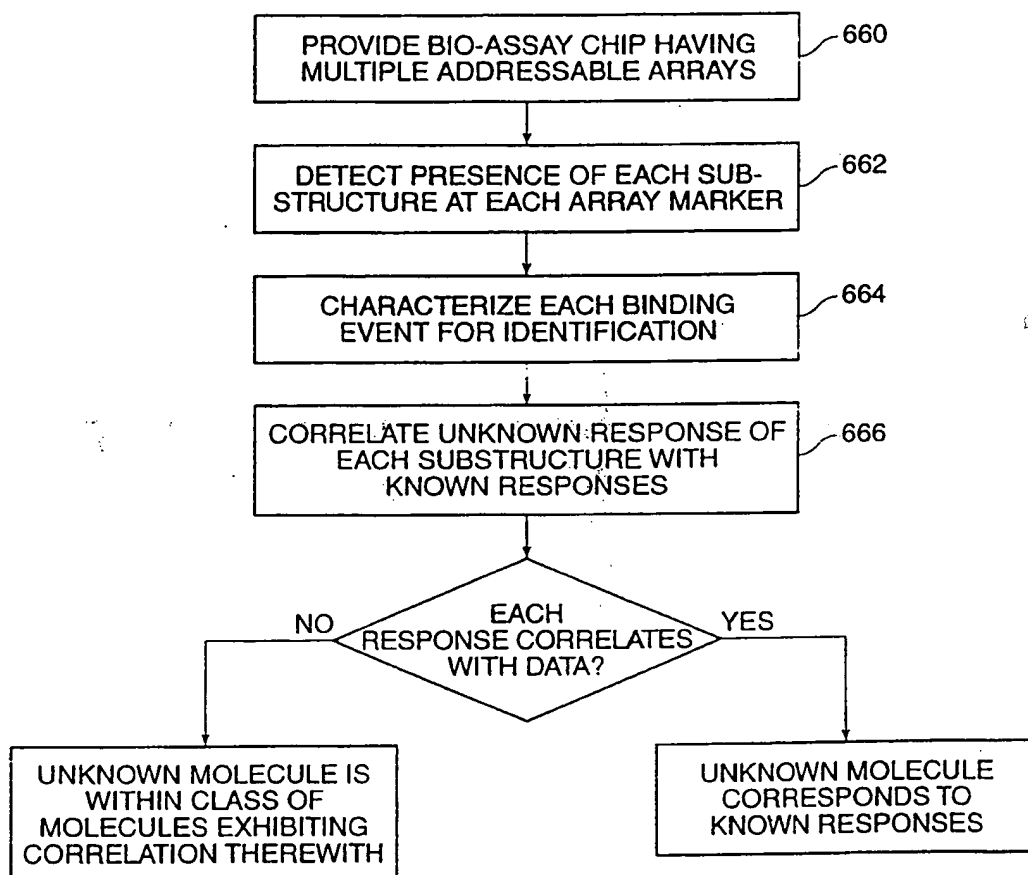 PROVIDE BIO-ASSAY CHIP HAVING
MULTIPLE ADDRESSABLE ARRAYS
660
DETECT PRESENCE OF EACH SUB-
STRUCTURE AT EACH ARRAY MARKER
662
CHARACTERIZE EACH BINDING
EVENT FOR IDENTIFICATION
664
CORRELATE UNKNOWN RESPONSE OF
EACH SUBSTRUCTURE WITH
KNOWN RESPONSES
666
EACH
RESPONSE CORRELATES
WITH DATA?
NO
YES
UNKNOWN MOLECULE IS
WITHIN CLASS OF
MOLECULES EXHIBITING
CORRELATION THEREWITH
UNKNOWN MOLECULE
CORRESPONDS TO
KNOWN RESPONSES